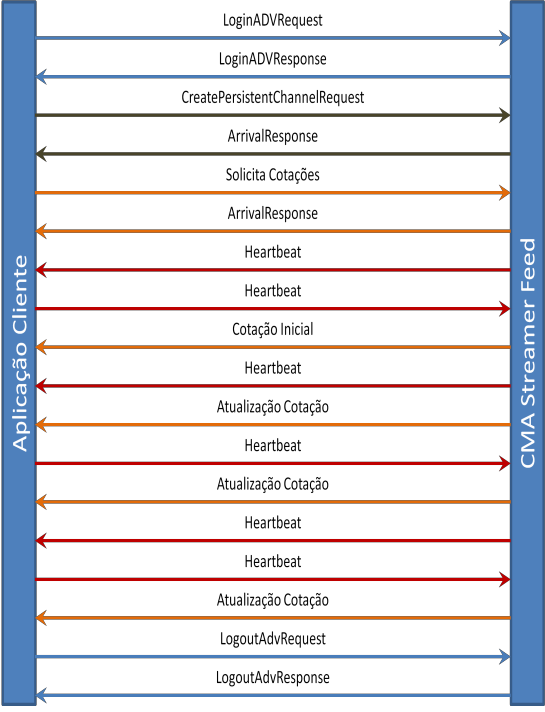 LoginADVRequest
LoginADVResponse
CreatePersistentChannelRequest
ArrivalResponse
Solicita Cotações
ArrivalResponse
Heartbeat
Heartbeat
Cotação Inicial
Heartbeat
Atualização Cotação
Heartbeat
Atualização Cotação
Heartbeat
Heartbeat
Atualização Cotação
LogoutAdvRequest
LogoutAdvResponse
Aplicação Cliente
CMA Streamer Feed